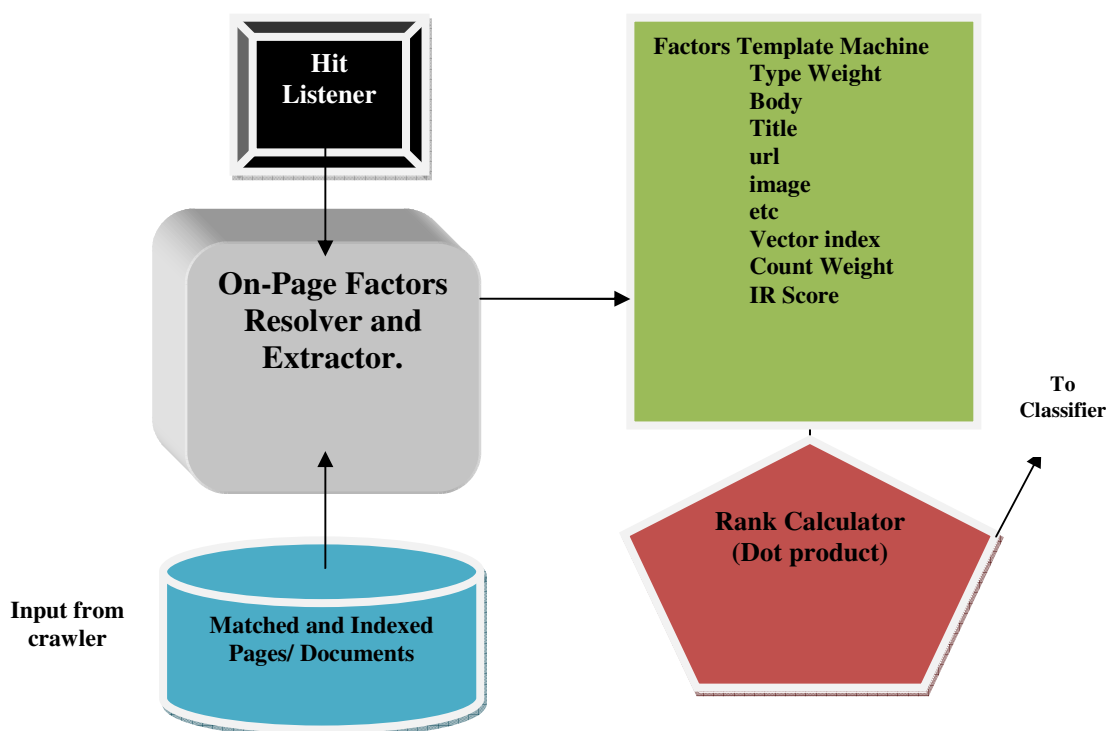 Hit
Listener
Factors Template Machine
Type Weight
Body
Title
url
image
etc
Vector index
Count Weight
IR Score
On-Page Factors
Resolver and
Extractor.
To
Classifier
Rank Calculator
(Dot product)
Input from
crawler
Matched and Indexed
Pages/ Documents